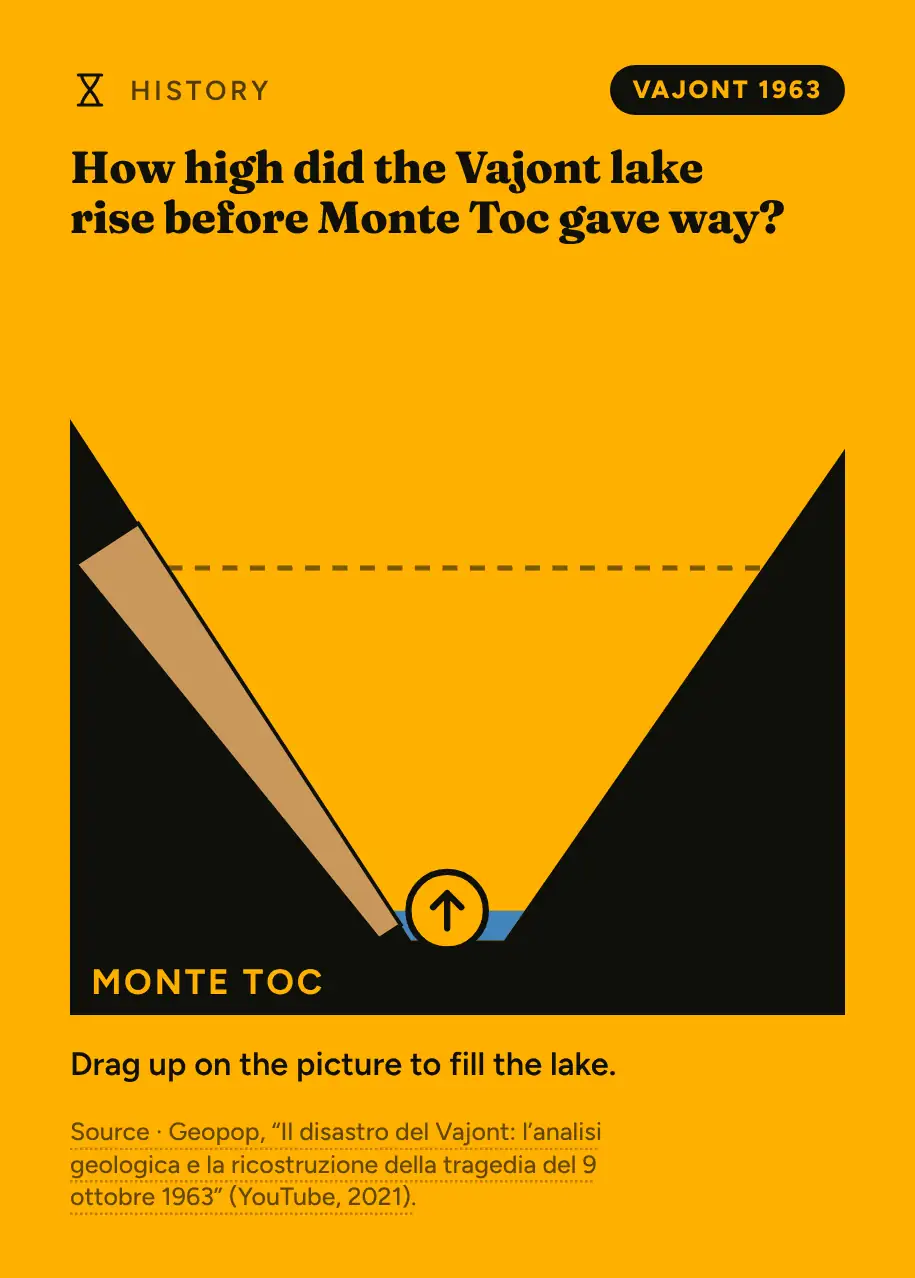 HISTORY
VAJONT 1963
How high did the Vajont lake
rise before Monte Toc gave way?
MONTE TOC
Drag up on the picture to fill the lake.
Source · Geopop, “Il disastro del Vajont: l’analisi
geologica e la ricostruzione della tragedia del 9
ottobre 1963” (YouTube, 2021).